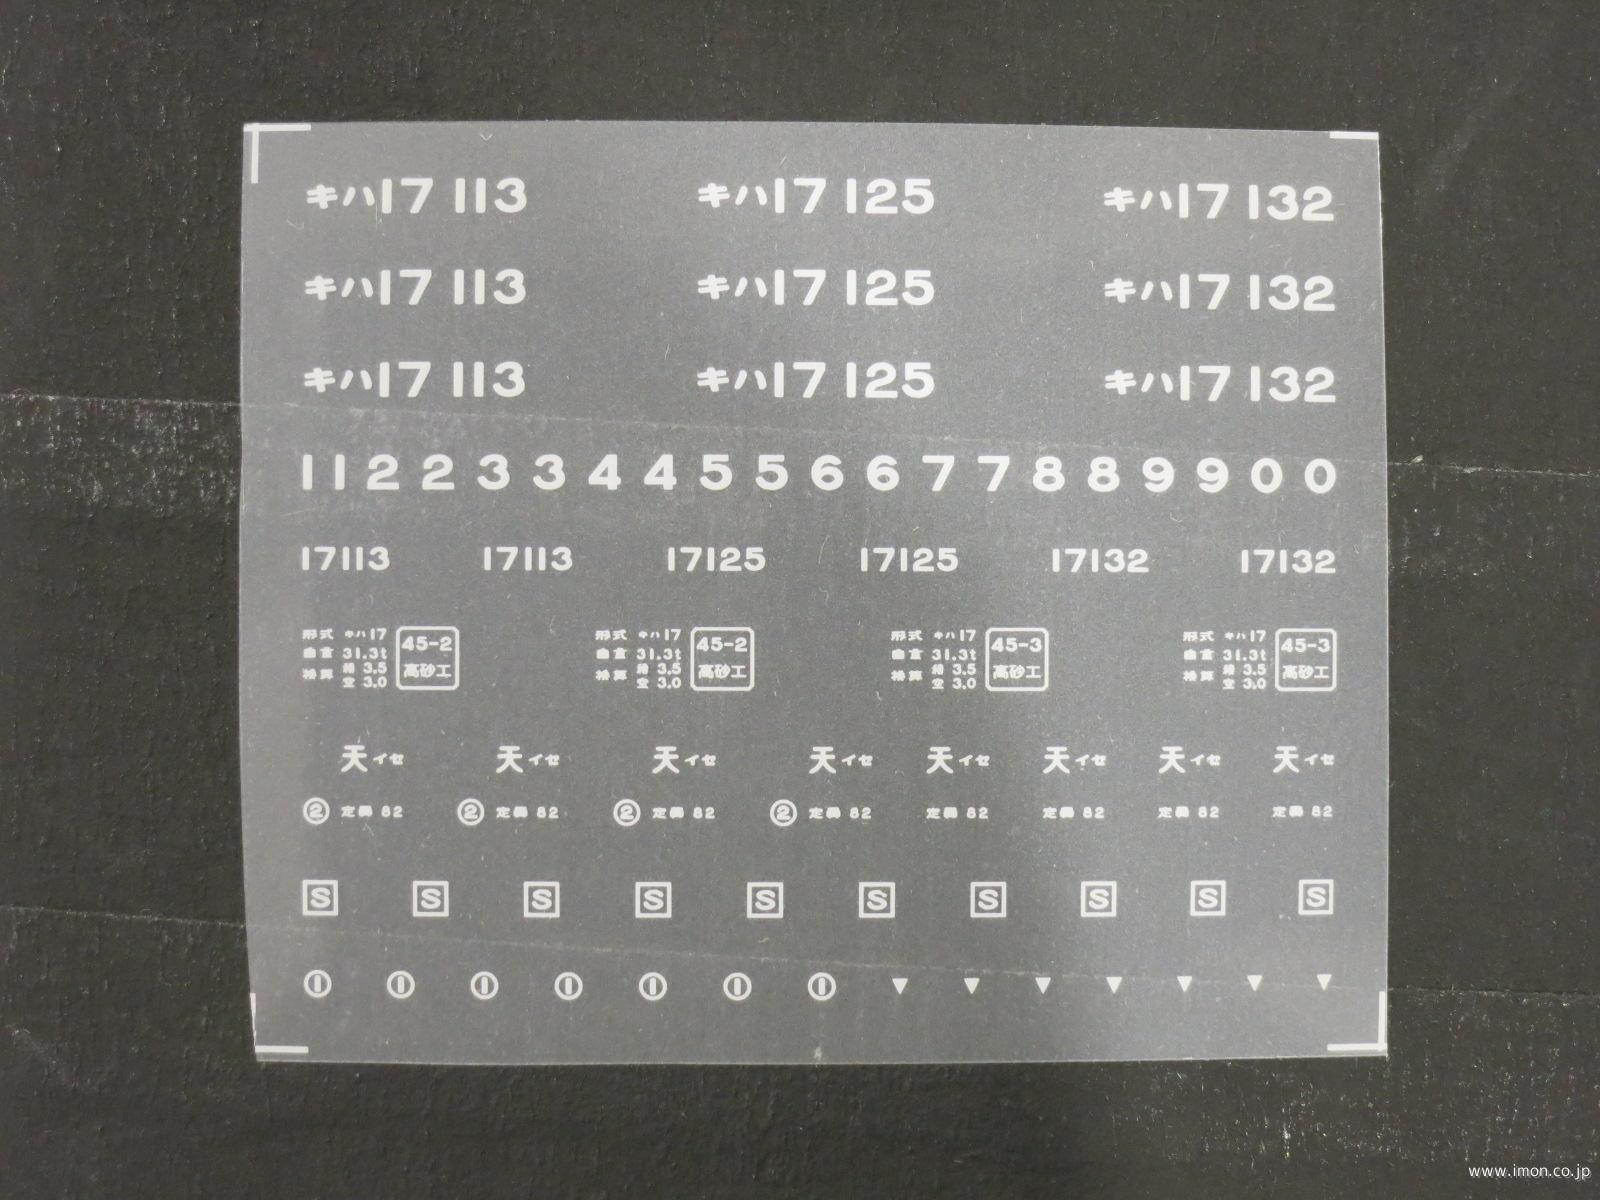 キハ17 113 キハ17 125 キハ17 132
キハ17 113 キハ17 125 キハ17 132
キハ17 113 キハ17 125 キハ17 132
1 1 2 2 3 3 4 4 5 5 6 6 7 7 8 8 9 9 0 0
17113 17113 17125 17125 17132 17132
形式 キハ17 45-2 形式 キハ17 45-2 形式 キハ17 45-3 形式 キハ17 45-3
自重 31.3t 自重 31.3t 自重 31.3t 自重 31.3t
換算 3.5 高砂工 換算 3.5 高砂工 換算 3.5 高砂工 換算 3.5 高砂工
空 3.0 空 3.0 空 3.0 空 3.0
天イセ 天イセ 天イセ 天イセ 天イセ 天イセ 天イセ 天イセ
② 定員 82 ② 定員 82 ② 定員 82 ② 定員 82 定員 82 定員 82 定員 82 定員 82
S S S S S S S S S S
① ① ① ① ① ① ① ▼ ▼ ▼ ▼ ▼ ▼ ▼
www.imon.co.jp